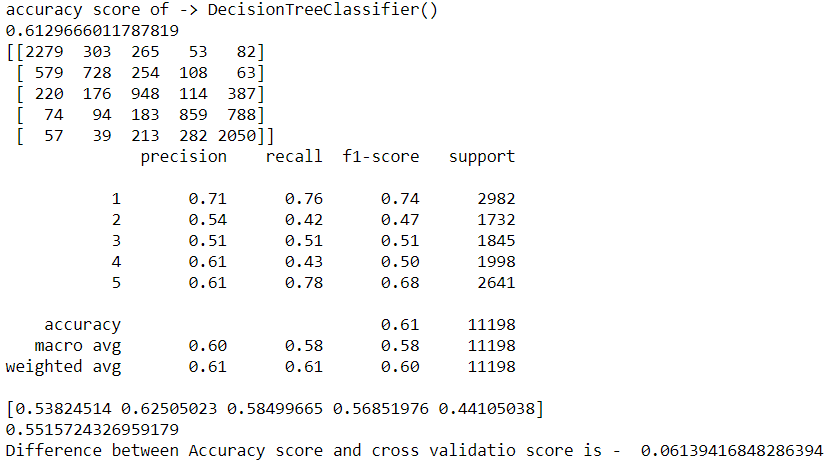 accuracy score of -> DecisionTreeClassifier()
0.6129666011787819
[[2279 303 265 53 82]
[ 579 728 254 108 63]
[ 220 176 948 114 387]
[ 74 94 183 859 788]
[ 57 39 213 282 2050]]
precision recall f1-score support
1 0.71 0.76 0.74 2982
2 0.54 0.42 0.47 1732
3 0.51 0.51 0.51 1845
4 0.61 0.43 0.50 1998
5 0.61 0.78 0.68 2641
accuracy 0.61 11198
macro avg 0.60 0.58 0.58 11198
weighted avg 0.61 0.61 0.60 11198
[0.53824514 0.62505023 0.58499665 0.56851976 0.44105038]
0.5515724326959179
Difference between Accuracy score and cross validatio score is - 0.06139416848286394